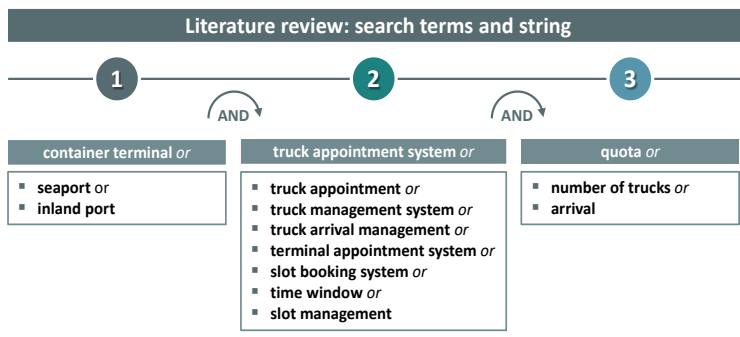 Literature review: search terms and string
1
2
3
AND
AND
container terminal or
seaport or
inland port
truck appointment system or
truck appointment or
truck management system or
truck arrival management or
terminal appointment system or
slot booking system or
time window or
slot management
quota or
number of trucks or
arrival